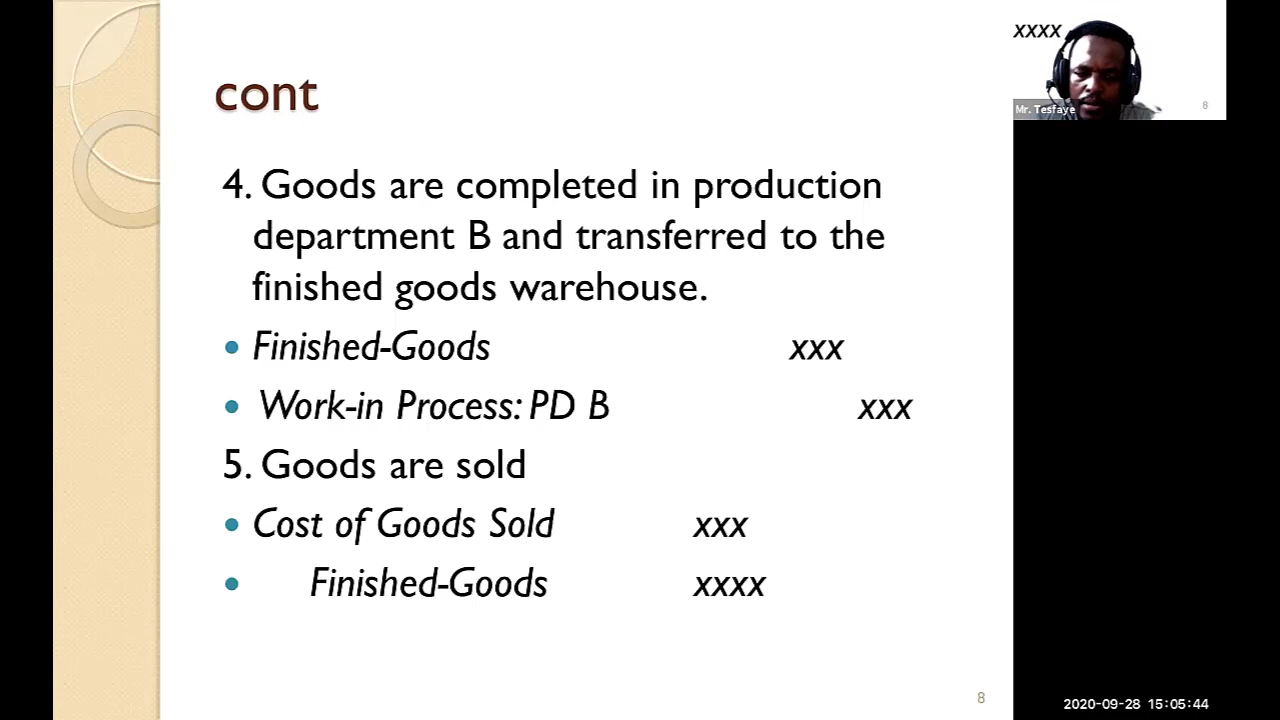 cont
4. Goods are completed in production
department B and transferred to the
finished goods warehouse.
• Finished-Goods xxx
• Work-in Process: PD B xxx
5. Goods are sold
• Cost of Goods Sold xxx
• Finished-Goods xxxx
8
xxxx
Mr. Tesfaye
8
2020-09-28 15:05:44